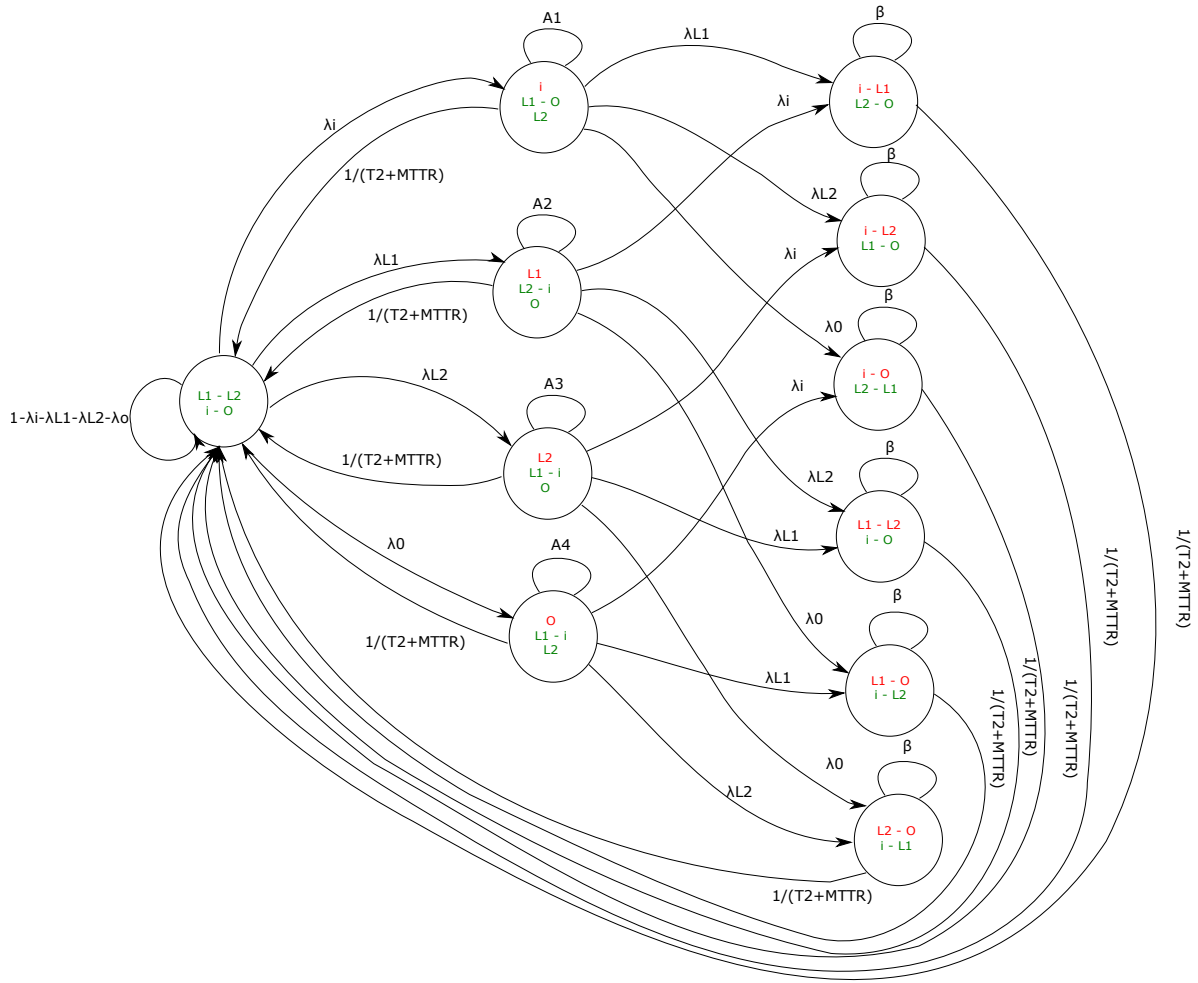 A1
i
L1 - O
L2
λL1
β
i - L1
L2 - O
λi
λi
1/(T2+MTTR)
λL2
β
i - L2
L1 - O
A2
L1
L2 - i
O
λL1
1/(T2+MTTR)
λi
λ0
β
i - O
L2 - L1
L1 - L2
i - O
1-λi-λL1-λL2-λo
λL2
A3
L2
L1 - i
O
1/(T2+MTTR)
λi
λL2
β
L1 - L2
i - O
λL1
λ0
A4
O
L1 - i
L2
1/(T2+MTTR)
λ0
β
L1 - O
i - L2
λL1
λ0
λL2
β
L2 - O
i - L1
1/(T2+MTTR)
1/(T2+MTTR)
1/(T2+MTTR)
1/(T2+MTTR)
1/(T2+MTTR)
1/(T2+MTTR)